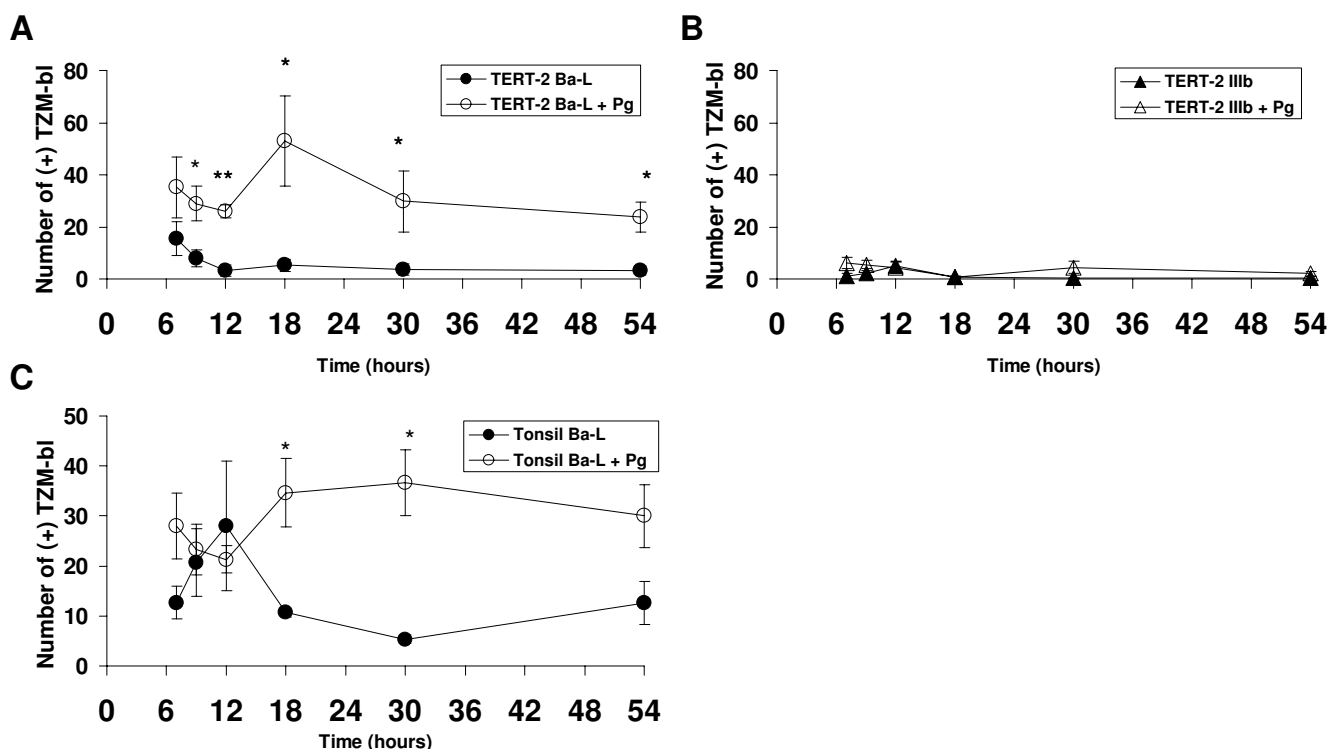 A
Number of (+) TZM-bl
80
60
40
20
0
*
**
*
*
*
TERT-2 Ba-L
TERT-2 Ba-L + Pg
0 6 12 18 30 36 42 48 54
Time (hours)
B
Number of (+) TZM-bl
80
60
40
20
0
TERT-2 IIIb
TERT-2 IIIb + Pg
0 6 12 18 30 36 42 48 54
Time (hours)
C
Number of (+) TZM-bl
50
40
30
20
10
0
*
*
Tonsil Ba-L
Tonsil Ba-L + Pg
0 6 12 18 24 30 42 48 54
Time (hours)